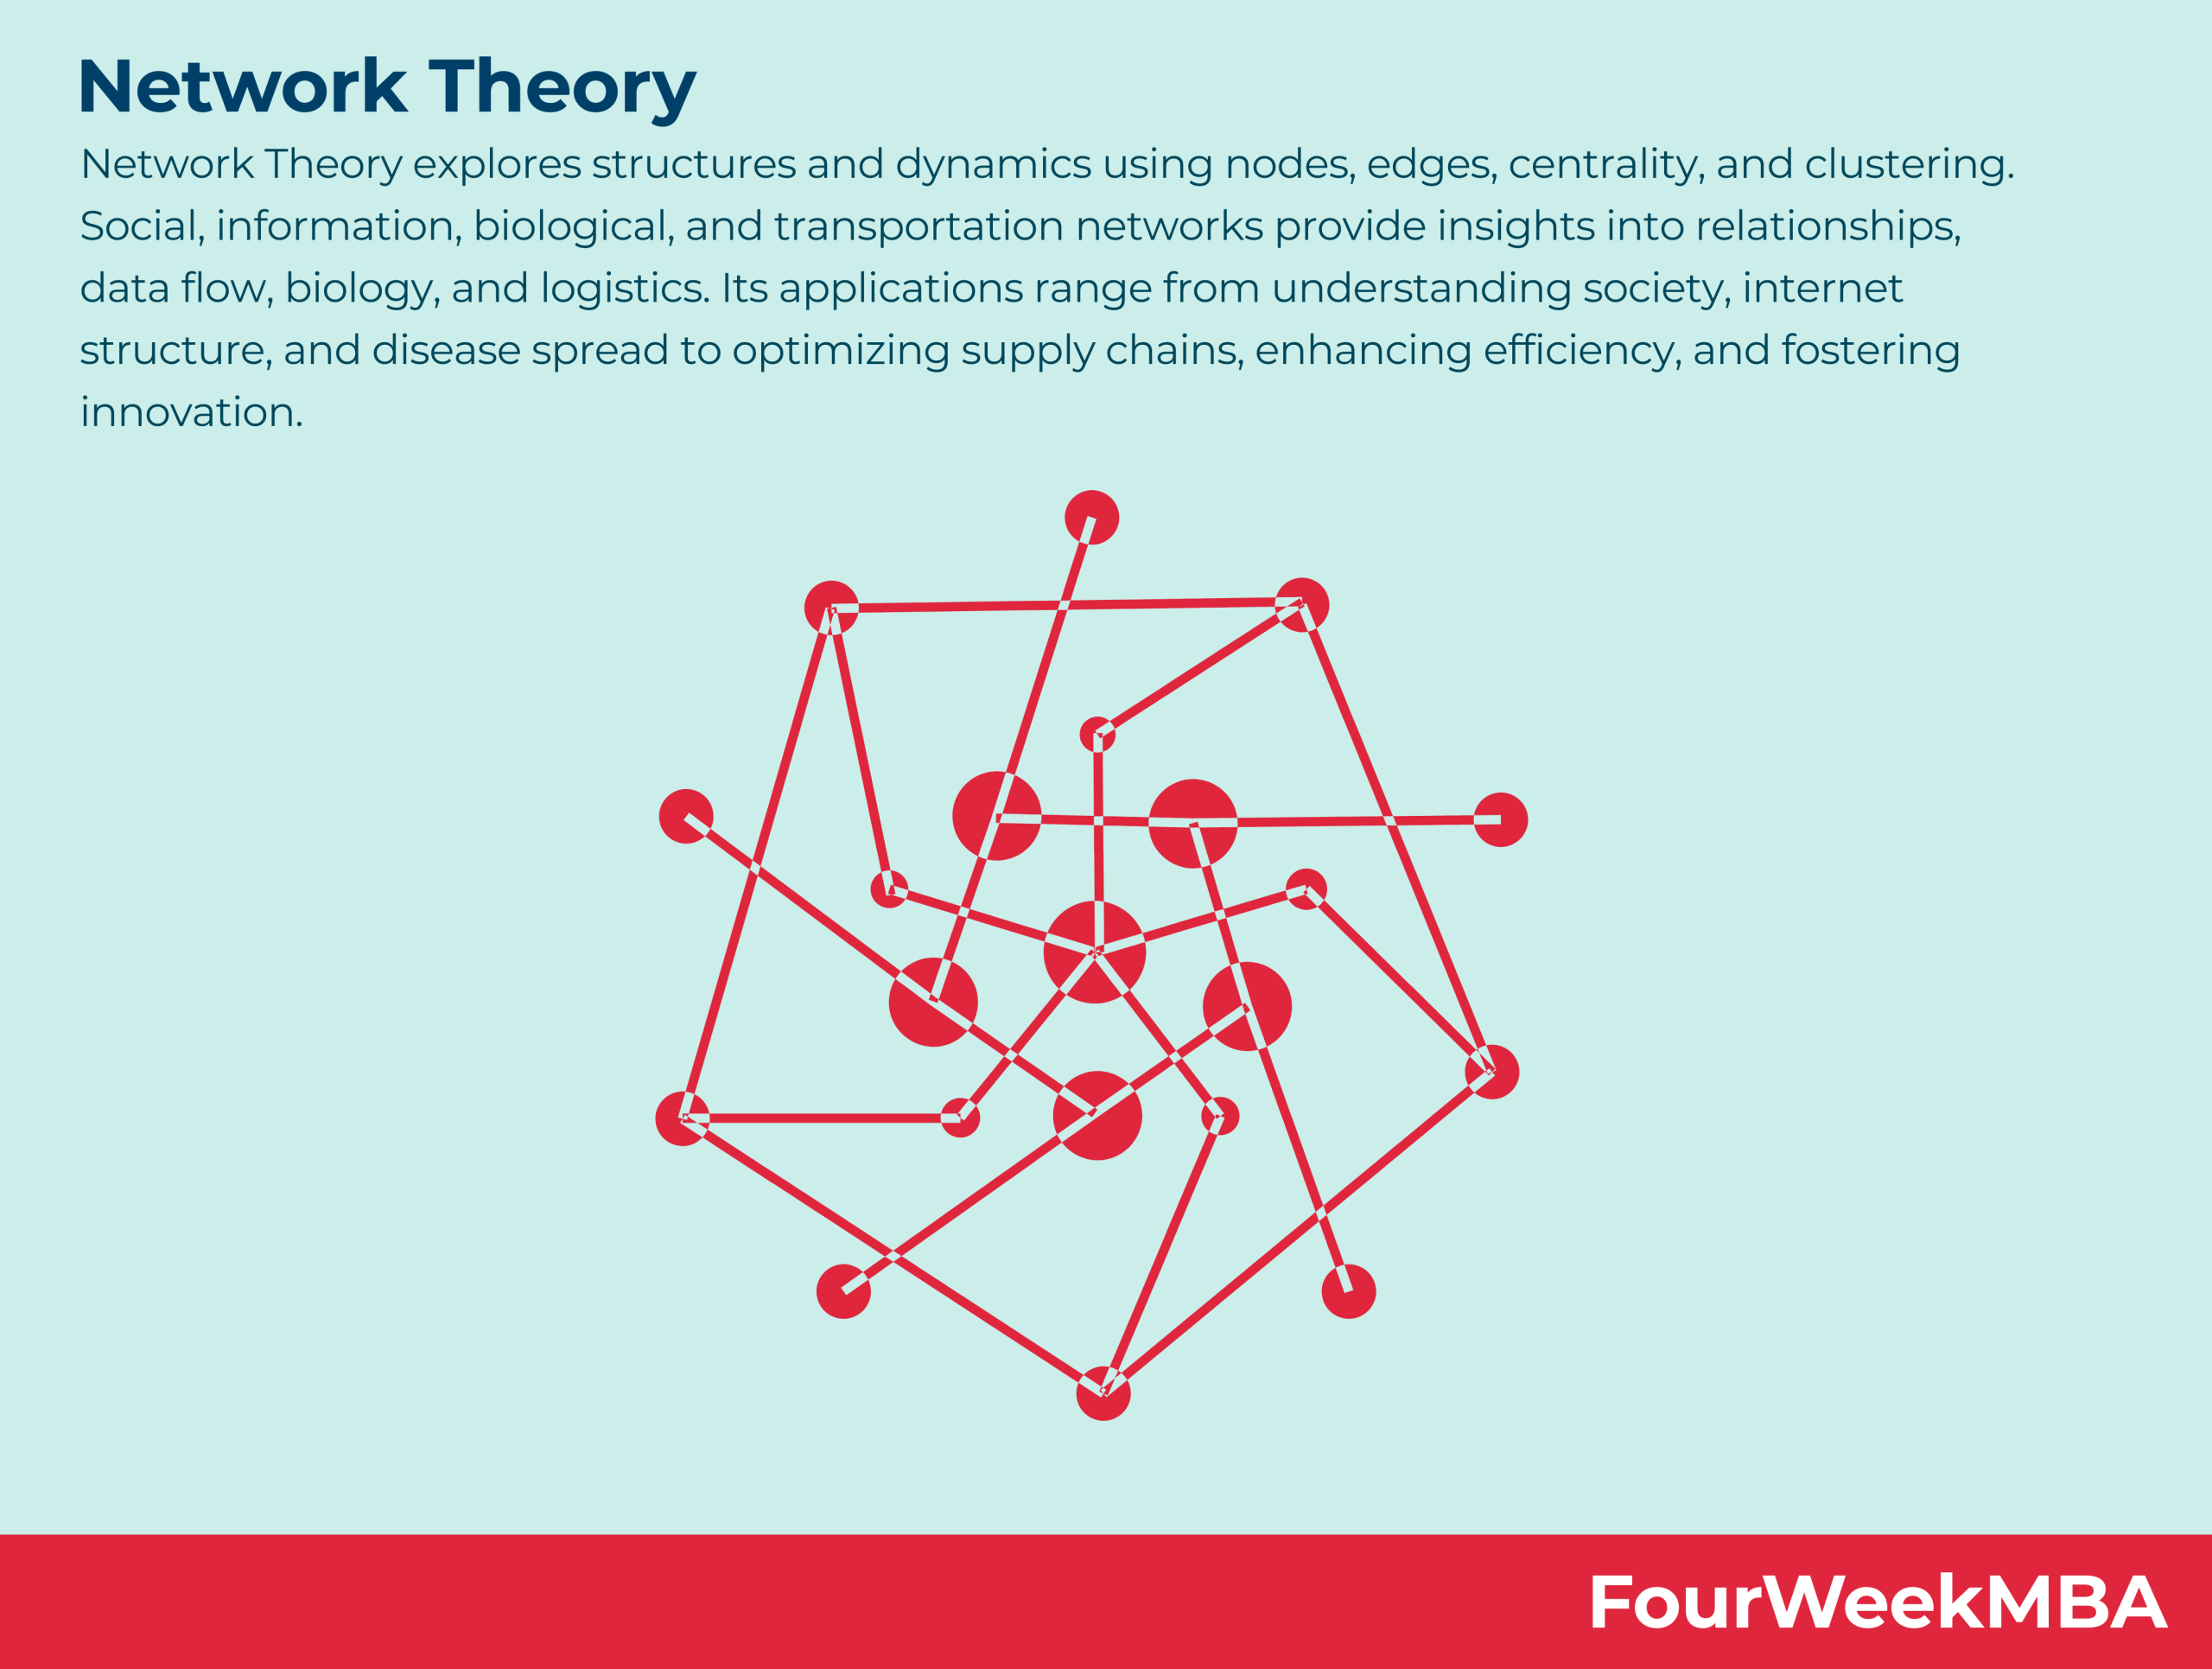 Network Theory
Network Theory explores structures and dynamics using nodes, edges, centrality, and clustering.
Social, information, biological, and transportation networks provide insights into relationships,
data flow, biology, and logistics. Its applications range from understanding society, internet
structure, and disease spread to optimizing supply chains, enhancing efficiency, and fostering
innovation.
FourWeekMBA